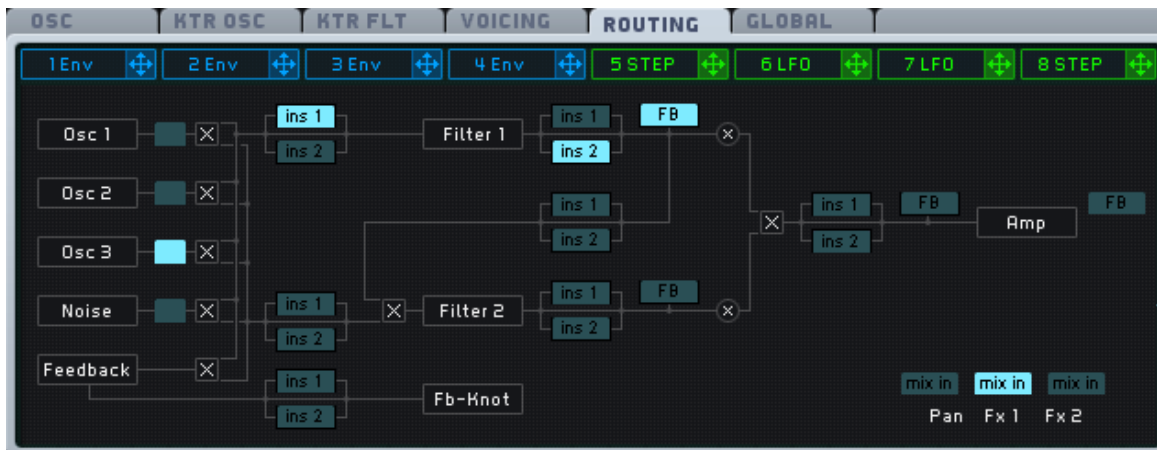 OSC KTR OSC KTR FLT VOICING ROUTING GLOBAL
1 Env 2 Env 3 Env 4 Env 5 STEP 6 LFO 7 LFO 8 STEP
ins 1 ins 1 FB
Osc 1 Filter 1
ins 2 ins 2
Osc 2 ins 1 ins 1 FB FB
Amp
ins 2 ins 2
Osc 3
ins 1 ins 1 FB
Noise Filter 2
ins 2 ins 2
Feedback
ins 1 mix in mix in mix in
Fb-Knot
ins 2 Pan Fx 1 Fx 2